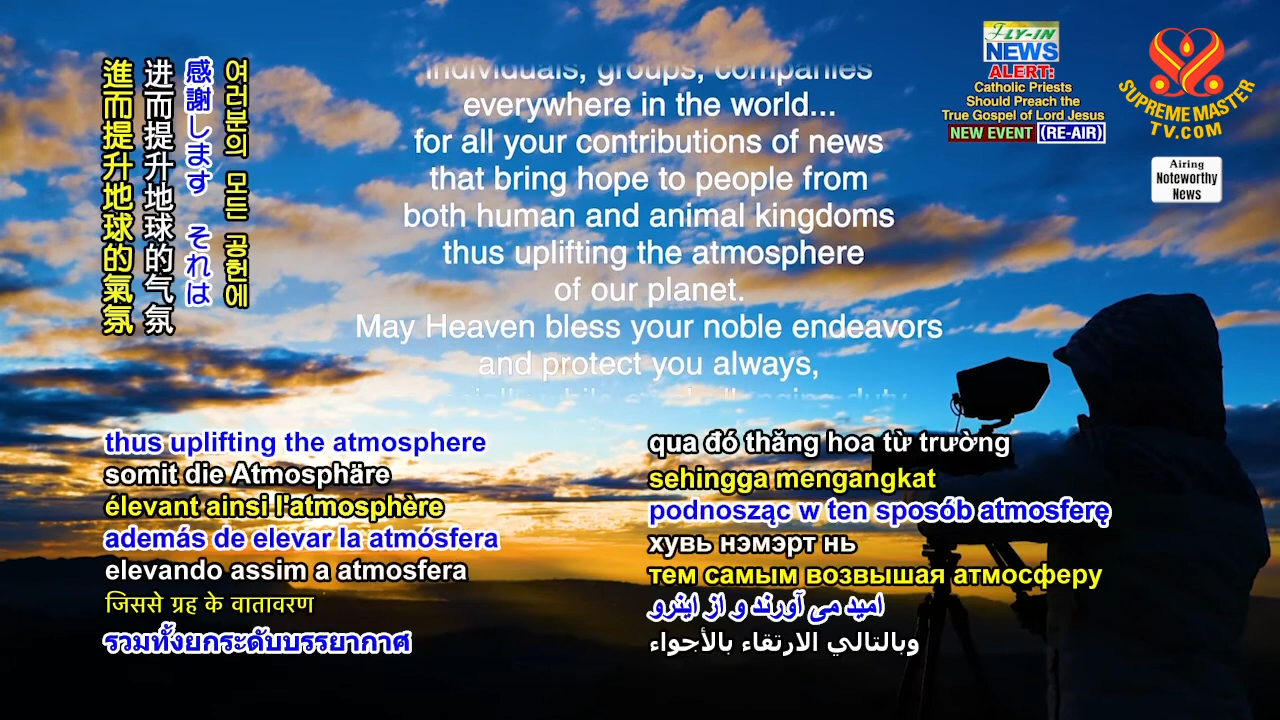 進而提升地球的氣氛
进而提升地球的气氛
感謝します それは
여러분의 모든 공헌에
individuals, groups, companies
everywhere in the world...
for all your contributions of news
that bring hope to people from
both human and animal kingdoms
thus uplifting the atmosphere
of our planet.
May Heaven bless your noble endeavors
and protect you always,
FLY-IN
NEWS
ALERT:
Catholic Priests
Should Preach the
True Gospel of Lord Jesus
NEW EVENT (RE-AIR)
SUPREME MASTER
TV.COM
Airing
Noteworthy
News
thus uplifting the atmosphere
somit die Atmosphäre
élevant ainsi l'atmosphère
además de elevar la atmósfera
elevando assim a atmosfera
जिससे ग्रह के वातावरण
รวมทั้งยกระดับบรรยากาศ
qua đó thăng hoa từ trường
sehingga mengangkat
podnosząc w ten sposób atmosferę
хувь нэмэрт нь
тем самым возвышая атмосферу
امید می آورند و از اینرو
وبالتالي الارتقاء بالأجواء